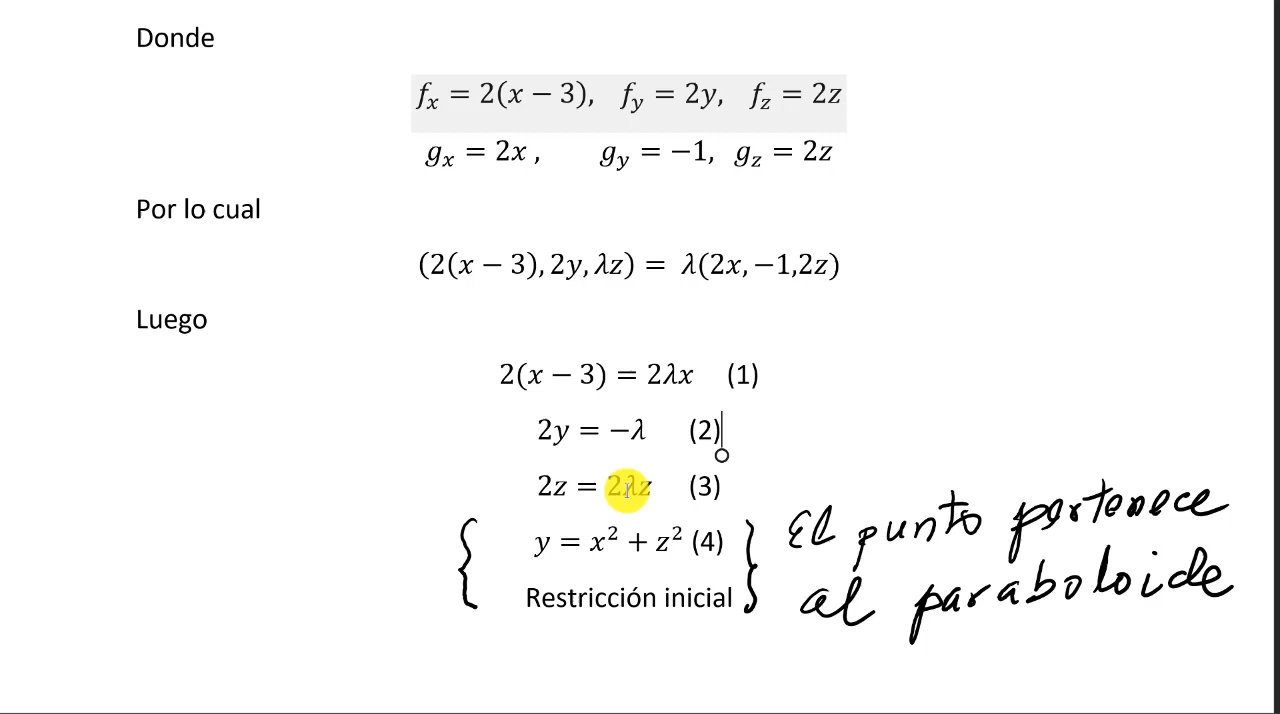 Donde
fₓ = 2(x − 3), f_y = 2y, f_z = 2z
gₓ = 2x , g_y = −1, g_z = 2z
Por lo cual
(2(x − 3), 2y, λz) = λ(2x, −1,2z)
Luego
2(x − 3) = 2λx (1)
2y = −λ (2)
2z = 2λz (3)
y = x² + z² (4)
Restricción inicial
El punto pertenece
al paraboloide